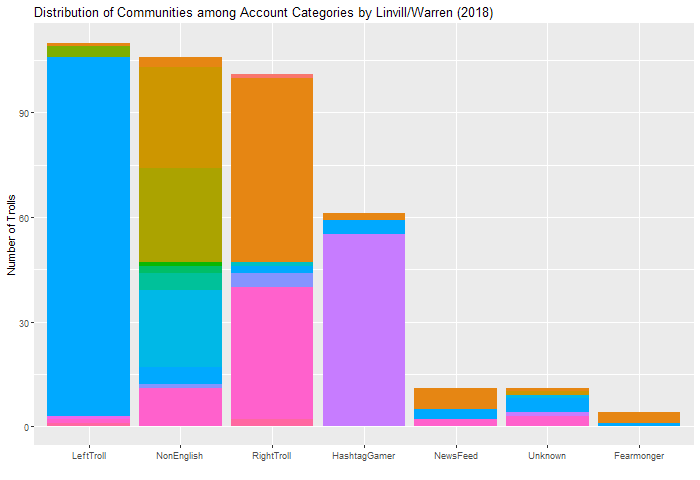 Distribution of Communities among Account Categories by Linvill/Warren (2018)
Number of Trolls
90
60
30
0
LeftTroll NonEnglish RightTroll HashtagGamer NewsFeed Unknown Fearmonger